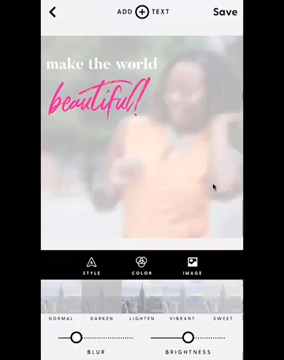 ADD TEXT Save
make the world
beautiful!
STYLE COLOR IMAGE
NORMAL DARKEN LIGHTEN VIBRANT SWEET
BLUR BRIGHTNESS